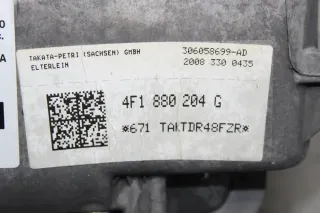 TAKATA-PETRI (SACHSEN) GMBH
ELTERLEIN
306058699-AD
2008 330 0435
4F1 880 204 G
*671 TAKTDR48FZR*